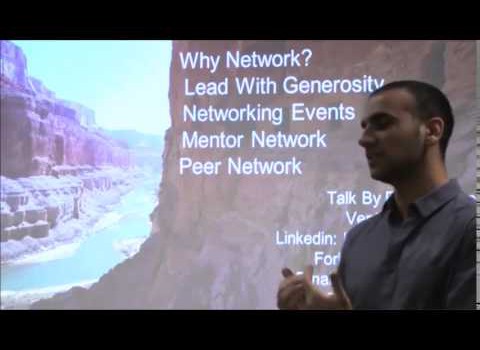 Why Network?
Lead With Generosity
Networking Events
Mentor Network
Peer Network
Talk By
Linkedin: